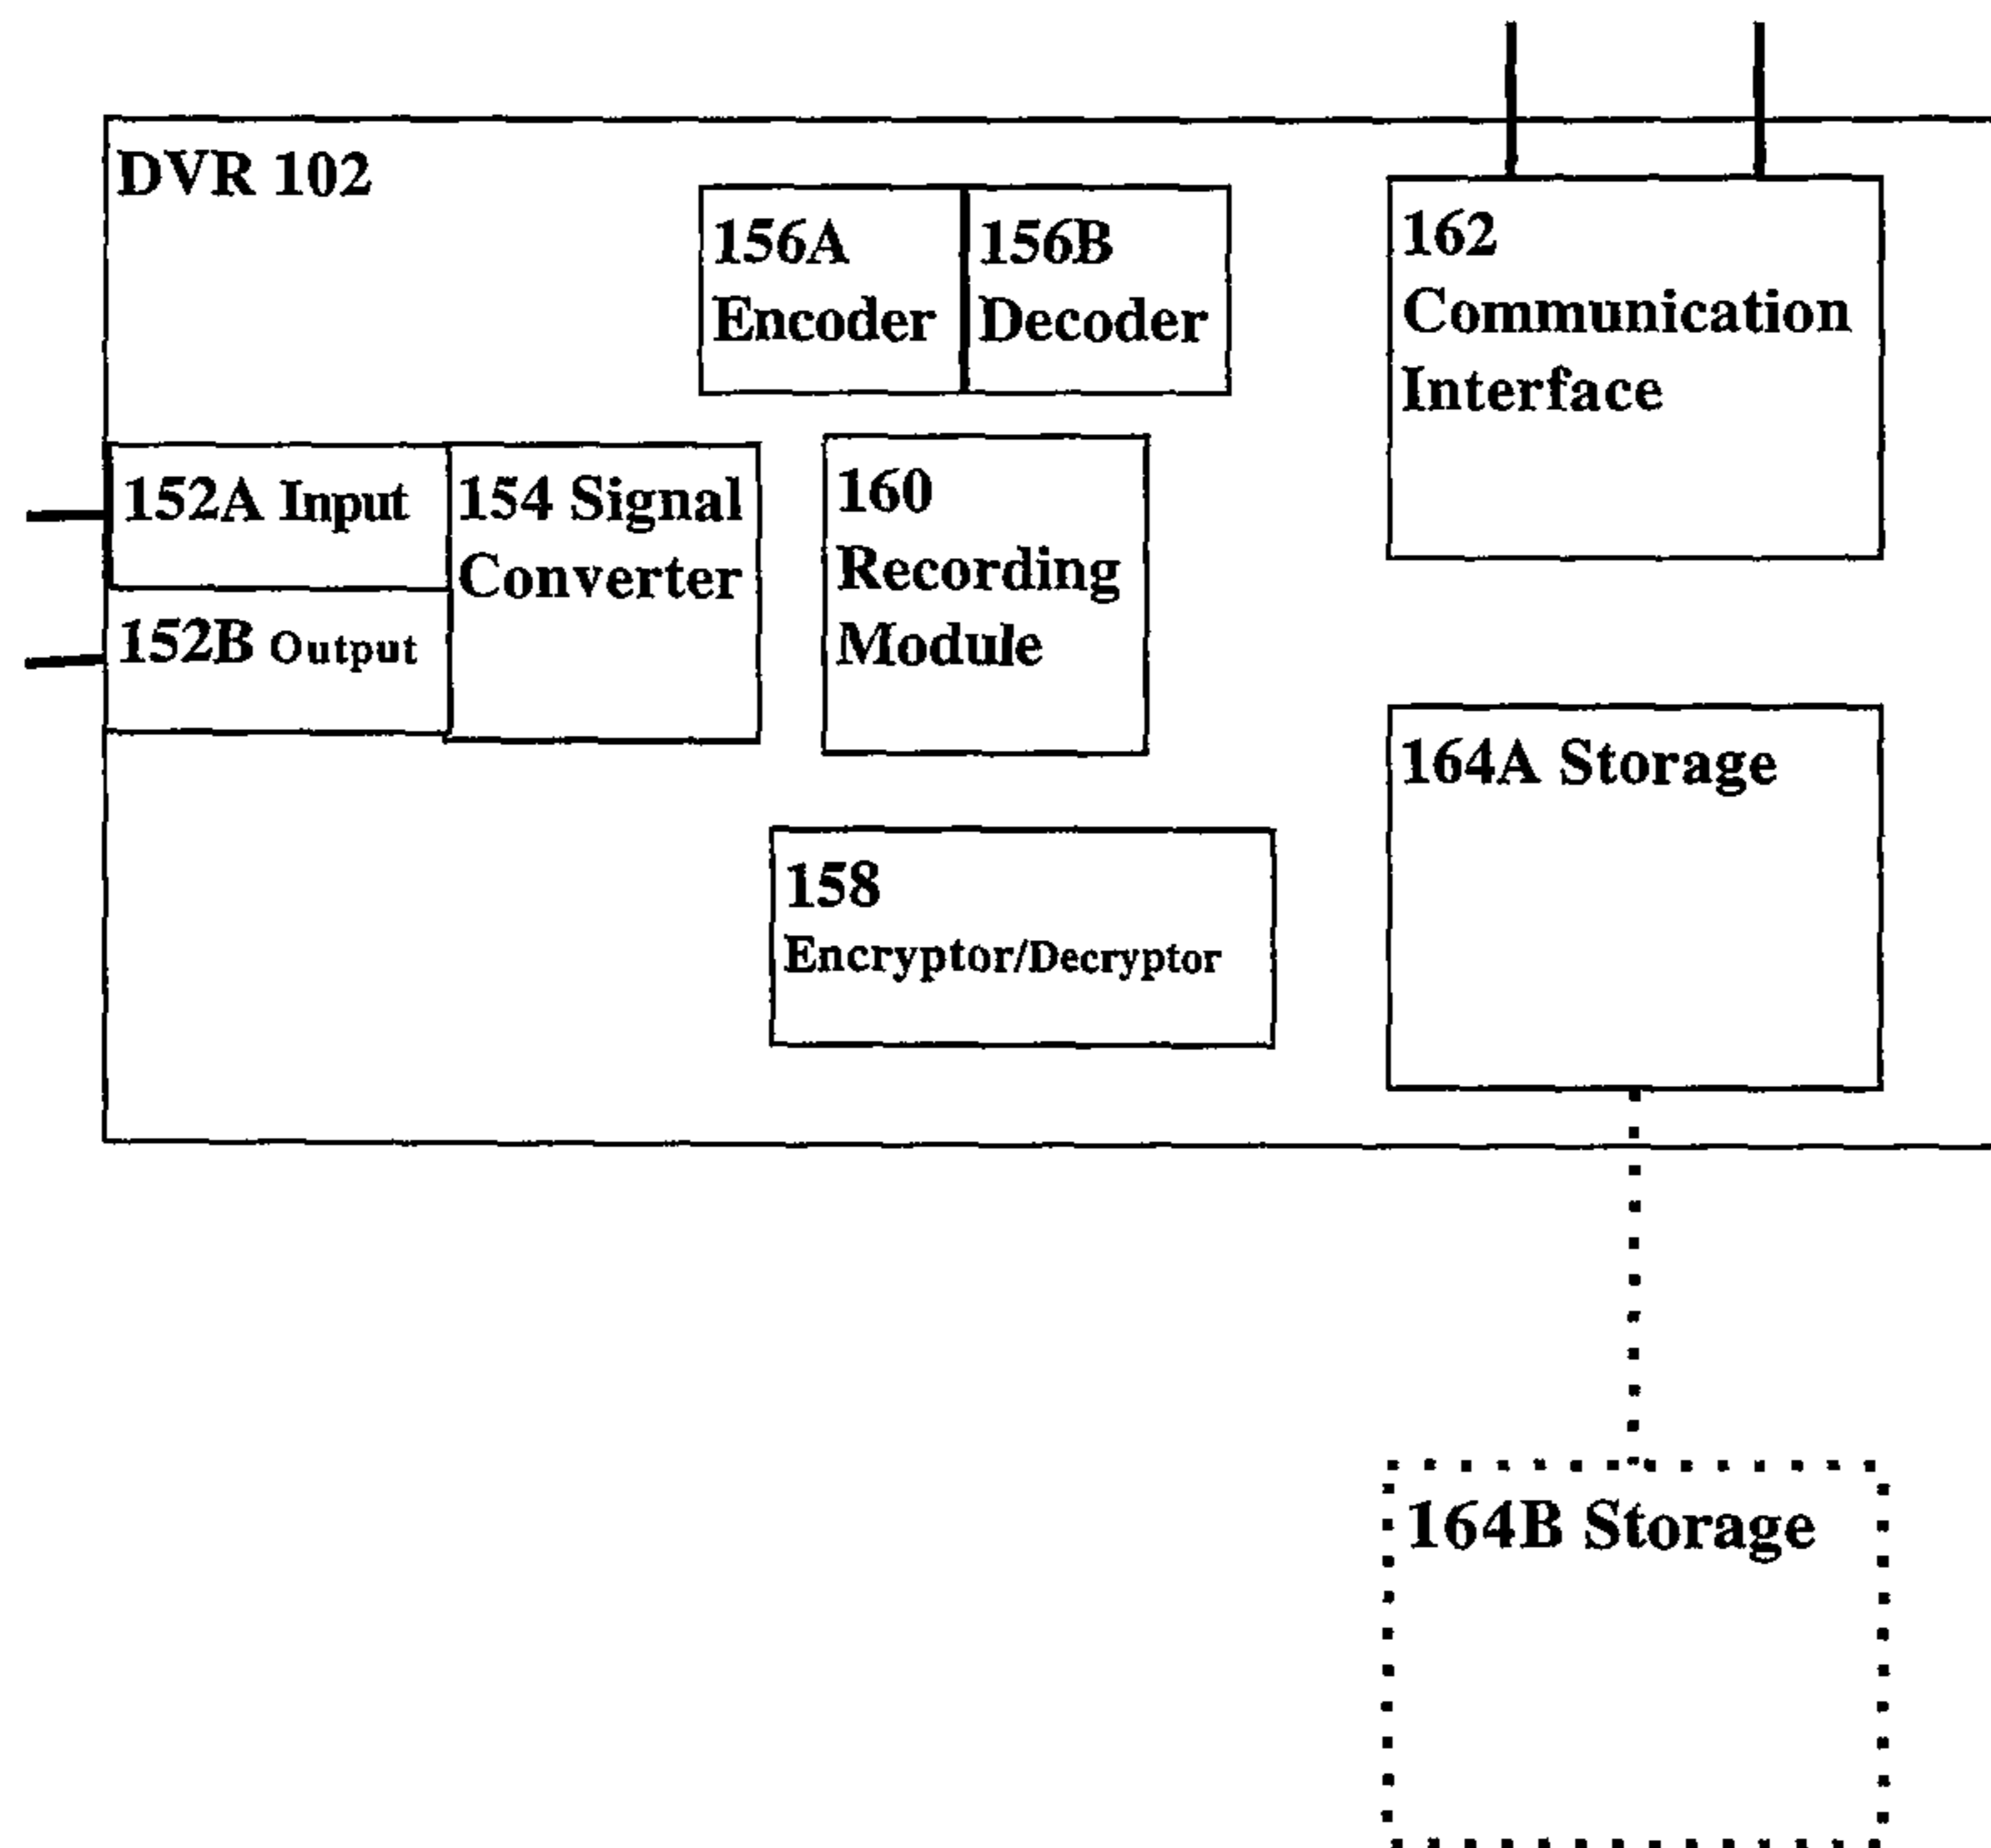 DVR 102
156A
Encoder
156B
Decoder
162
Communication
Interface
152A Input
152B Output
154 Signal
Converter
160
Recording
Module
164A Storage
158
Encryptor/Decryptor
164B Storage